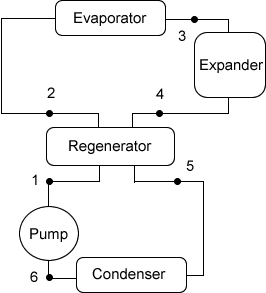 Evaporator
3
Expander
2
4
Regenerator
1
5
Pump
6
Condenser